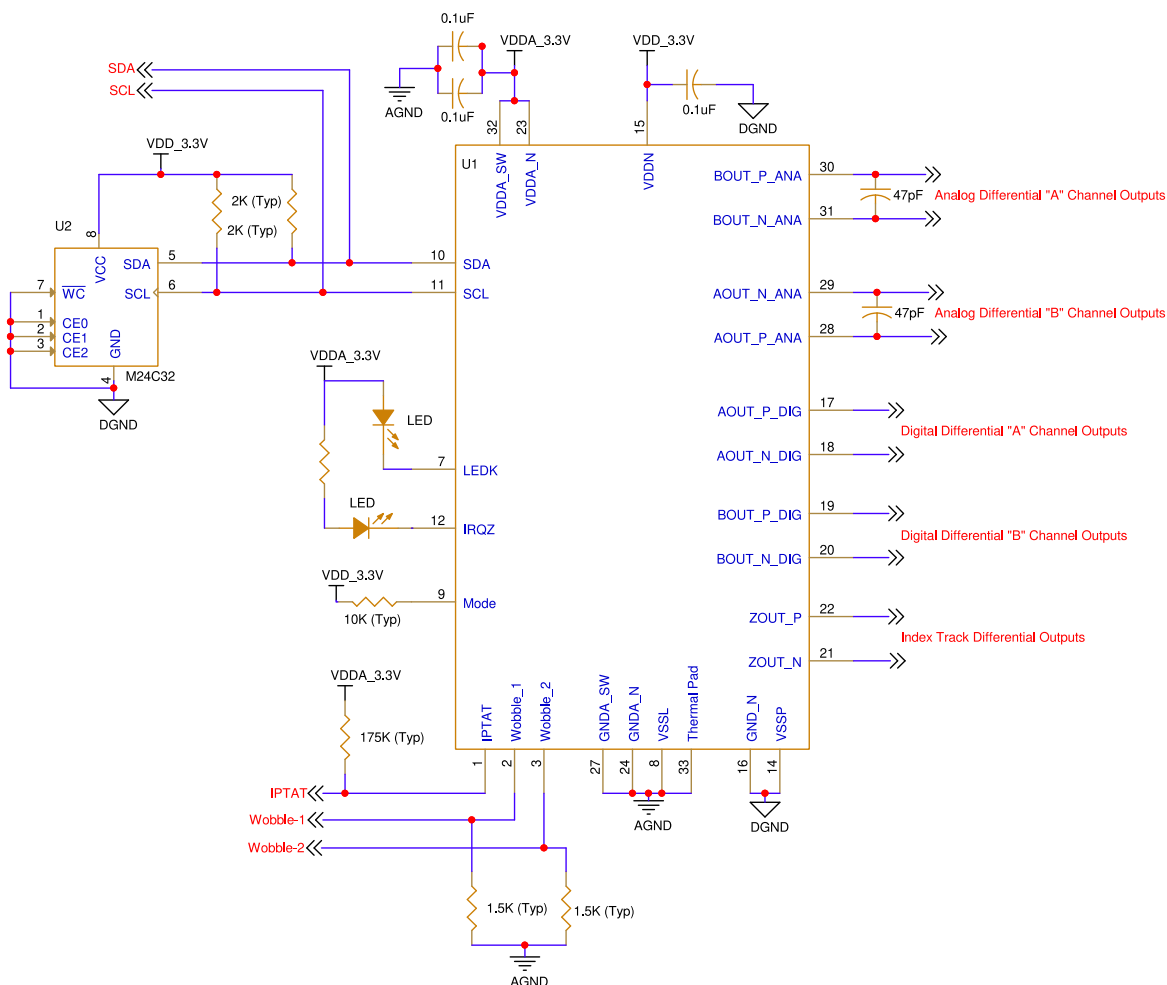 0.1uF
VDDA_3.3V
VDD_3.3V
SDA
SCL
AGND
0.1uF
0.1uF
DGND
32
23
15
VDD_3.3V
U1
VDDA_SW
VDDA_N
VDDN
BOUT_P_ANA
30
47pF
Analog Differential "A" Channel Outputs
BOUT_N_ANA
31
2K (Typ)
2K (Typ)
U2
8
VCC
SDA
5
10
SDA
7
WC
SCL
6
11
SCL
AOUT_N_ANA
29
47pF
Analog Differential "B" Channel Outputs
AOUT_P_ANA
28
1
CE0
2
CE1
3
CE2
GND
4
M24C32
DGND
VDDA_3.3V
LED
7
LEDK
LED
12
IRQZ
AOUT_P_DIG
17
Digital Differential "A" Channel Outputs
AOUT_N_DIG
18
BOUT_P_DIG
19
Digital Differential "B" Channel Outputs
BOUT_N_DIG
20
VDD_3.3V
10K (Typ)
9
Mode
ZOUT_P
22
Index Track Differential Outputs
ZOUT_N
21
VDDA_3.3V
175K (Typ)
IPTAT
Wobble_1
Wobble_2
GNDA_SW
GNDA_N
VSSL
Thermal Pad
GND_N
VSSP
1
2
3
27
24
8
33
16
14
IPTAT
Wobble-1
Wobble-2
AGND
DGND
1.5K (Typ)
1.5K (Typ)
AGND